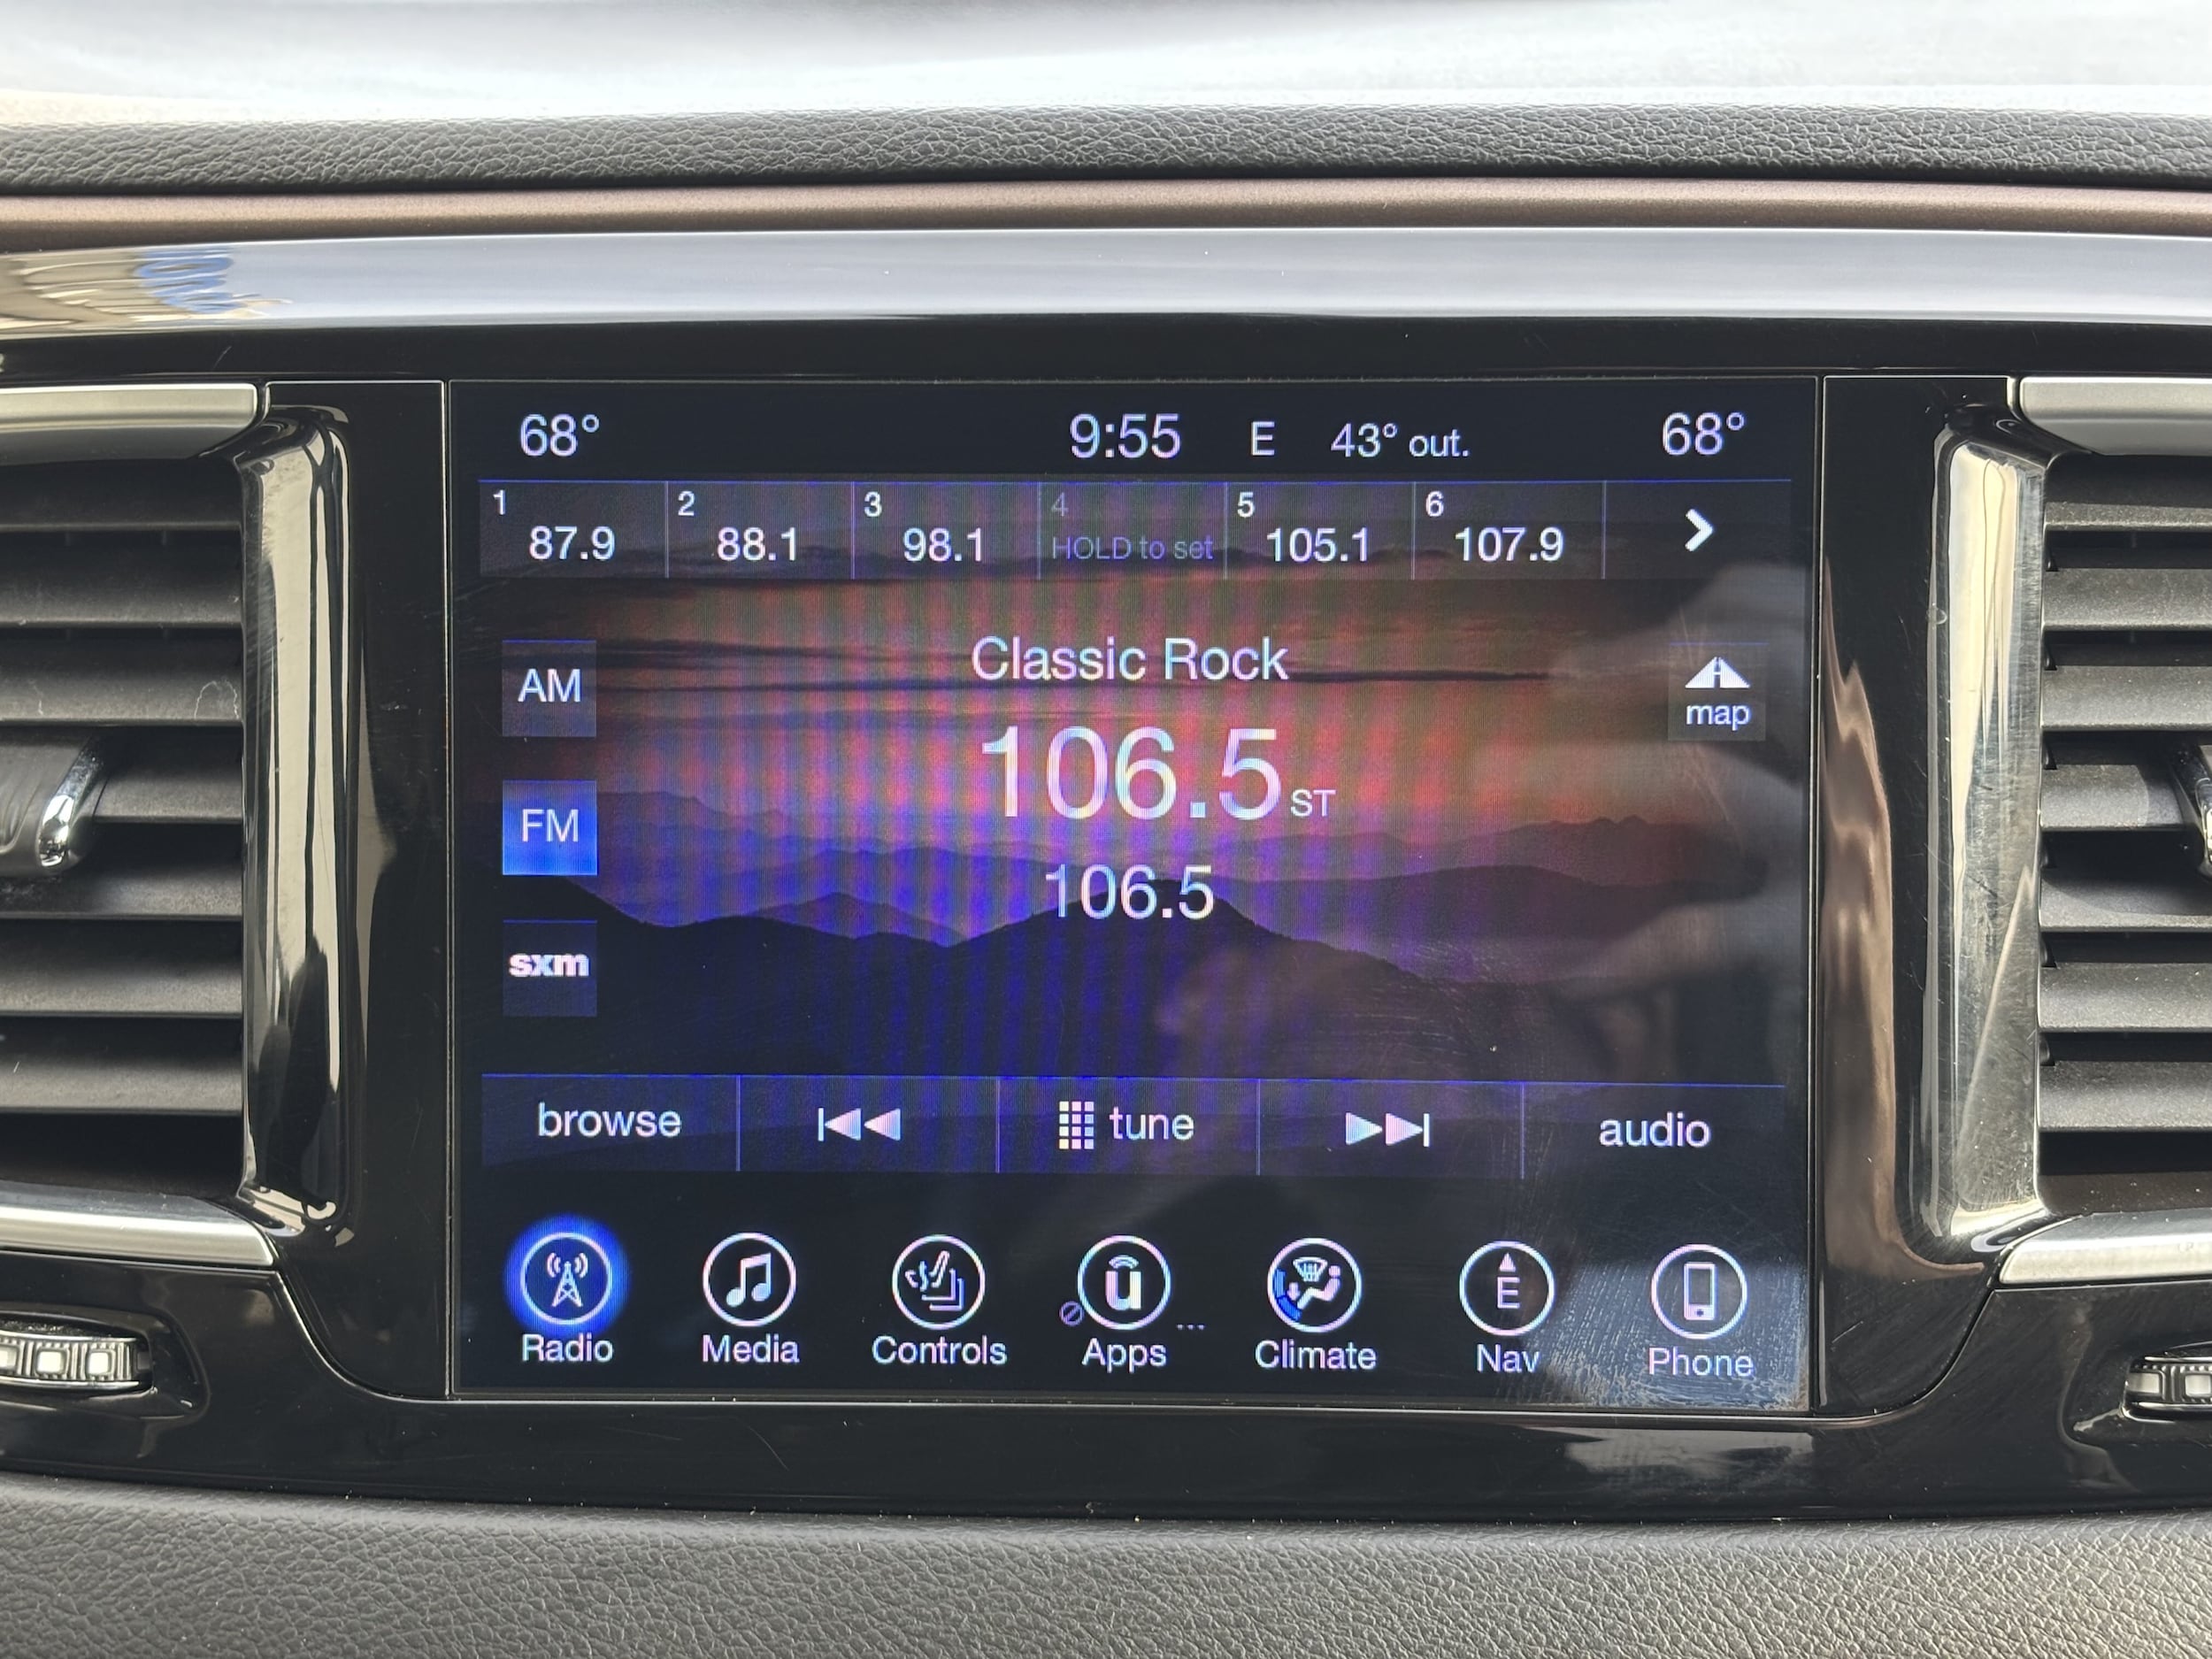 68° 9:55 E 43° out. 68°
1 2 3 4 5 6
87.9 88.1 98.1 HOLD to set 105.1 107.9
Classic Rock
AM
map
106.5 ST
FM
106.5
sxm
browse tune audio
u E
Radio Media Controls Apps ... Climate Nav Phone